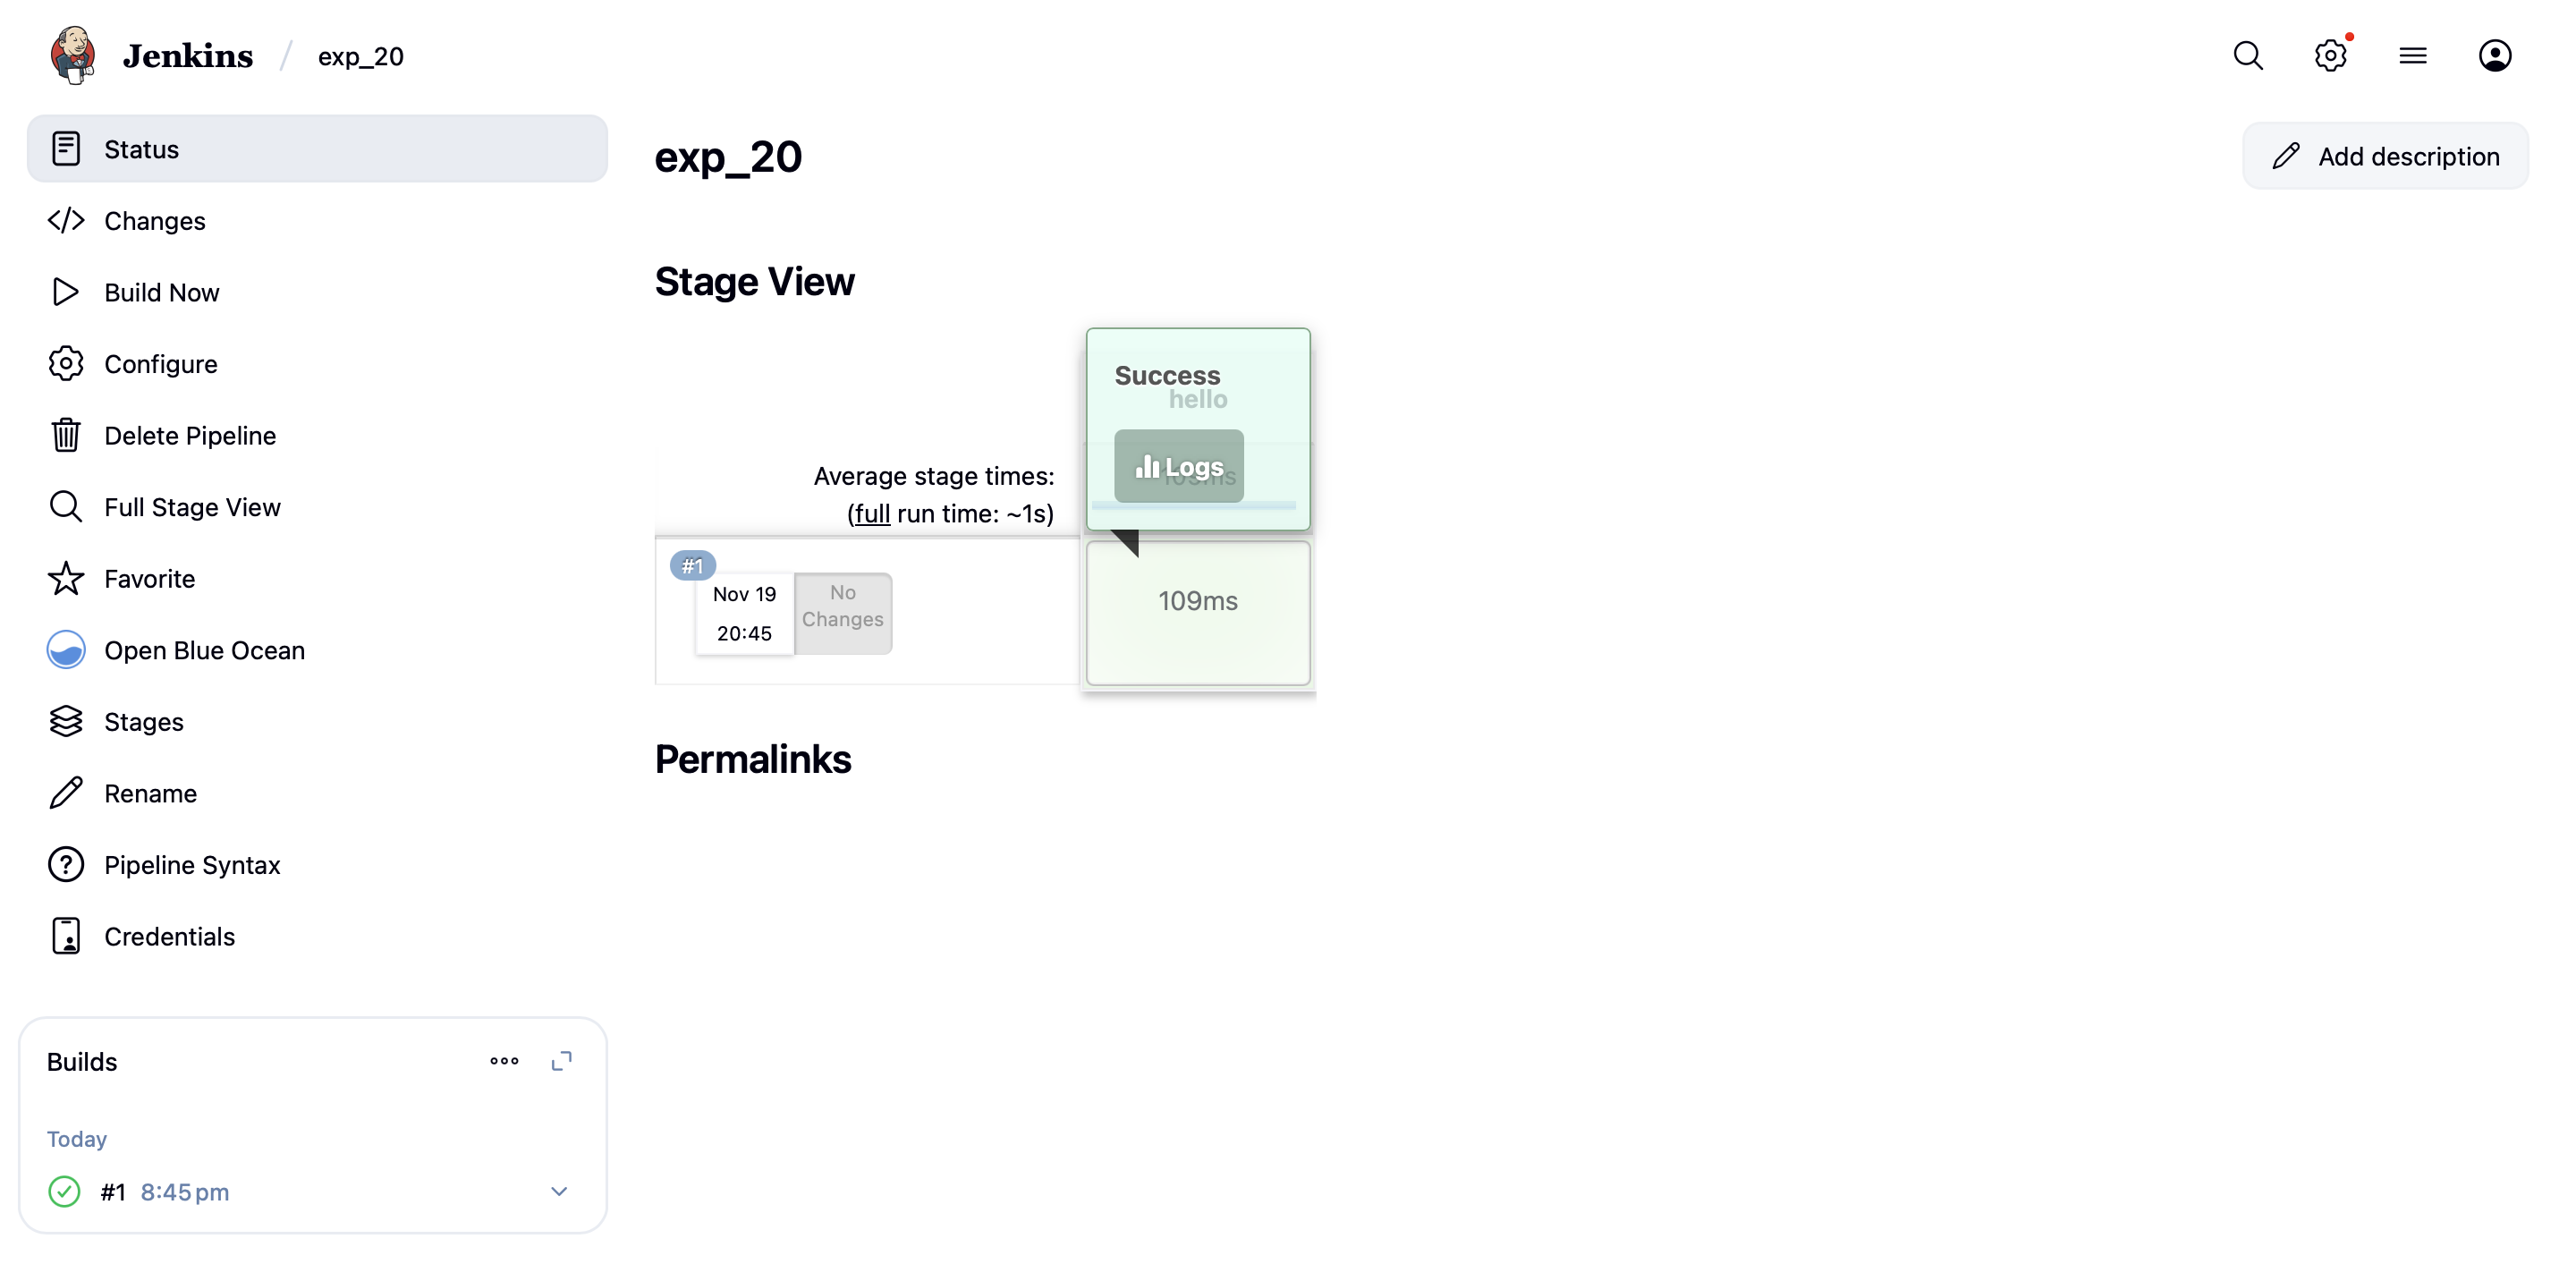 Jenkins / exp_20
Status
Changes
Build Now
Configure
Delete Pipeline
Full Stage View
Favorite
Open Blue Ocean
Stages
Rename
Pipeline Syntax
Credentials
Builds
Today
#1 8:45 pm
exp_20
Add description
Stage View
Success
hello
Logs
Average stage times:
(full run time: ~1s)
#1
Nov 19
20:45
No
Changes
109ms
Permalinks